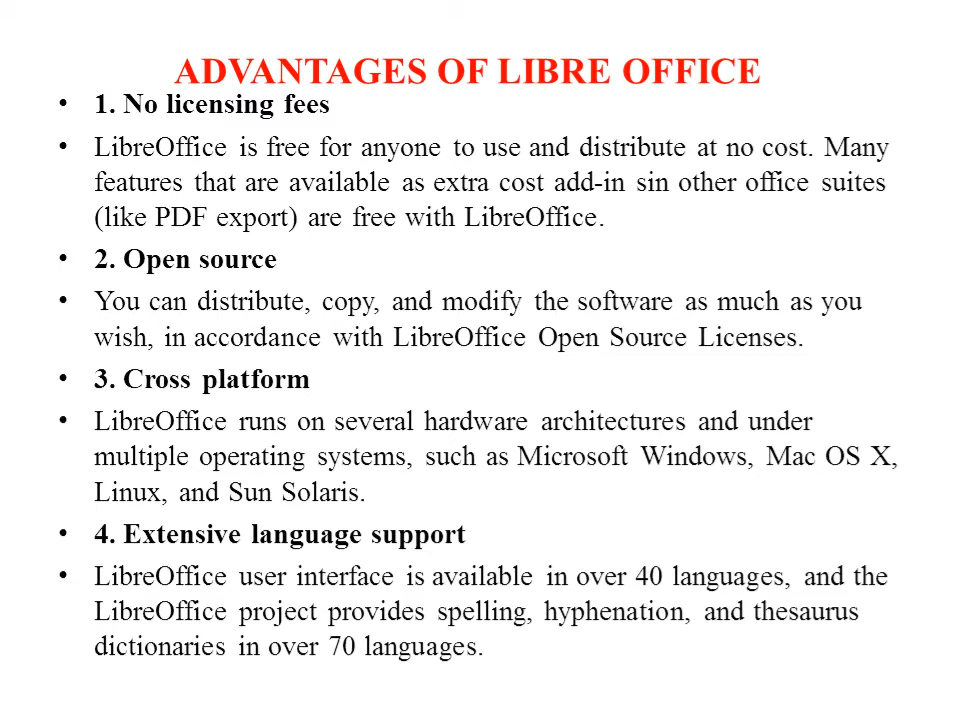 ADVANTAGES OF LIBRE OFFICE
• 1. No licensing fees
• LibreOffice is free for anyone to use and distribute at no cost. Many
features that are available as extra cost add-in sin other office suites
(like PDF export) are free with LibreOffice.
• 2. Open source
• You can distribute, copy, and modify the software as much as you
wish, in accordance with LibreOffice Open Source Licenses.
• 3. Cross platform
• LibreOffice runs on several hardware architectures and under
multiple operating systems, such as Microsoft Windows, Mac OS X,
Linux, and Sun Solaris.
• 4. Extensive language support
• LibreOffice user interface is available in over 40 languages, and the
LibreOffice project provides spelling, hyphenation, and thesaurus
dictionaries in over 70 languages.